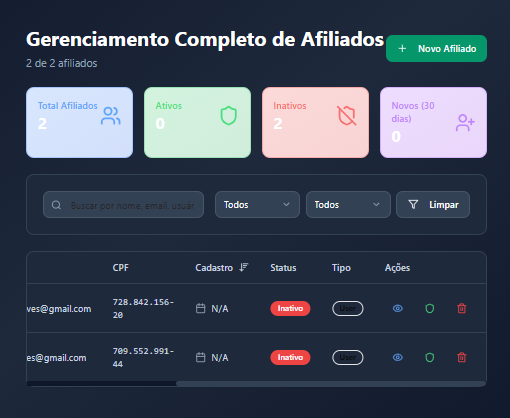 Gerenciamento Completo de Afiliados
Novo Afiliado
2 de 2 afiliados
Total Afiliados
2
Ativos
0
Inativos
2
Novos (30
dias)
0
Buscar por nome, email, usuár
Todos
Todos
Limpar
CPF
Cadastro
Status
Tipo
Ações
ves@gmail.com
728.842.156-
20
N/A
Inativo
User
es@gmail.com
709.552.991-
44
N/A
Inativo
User